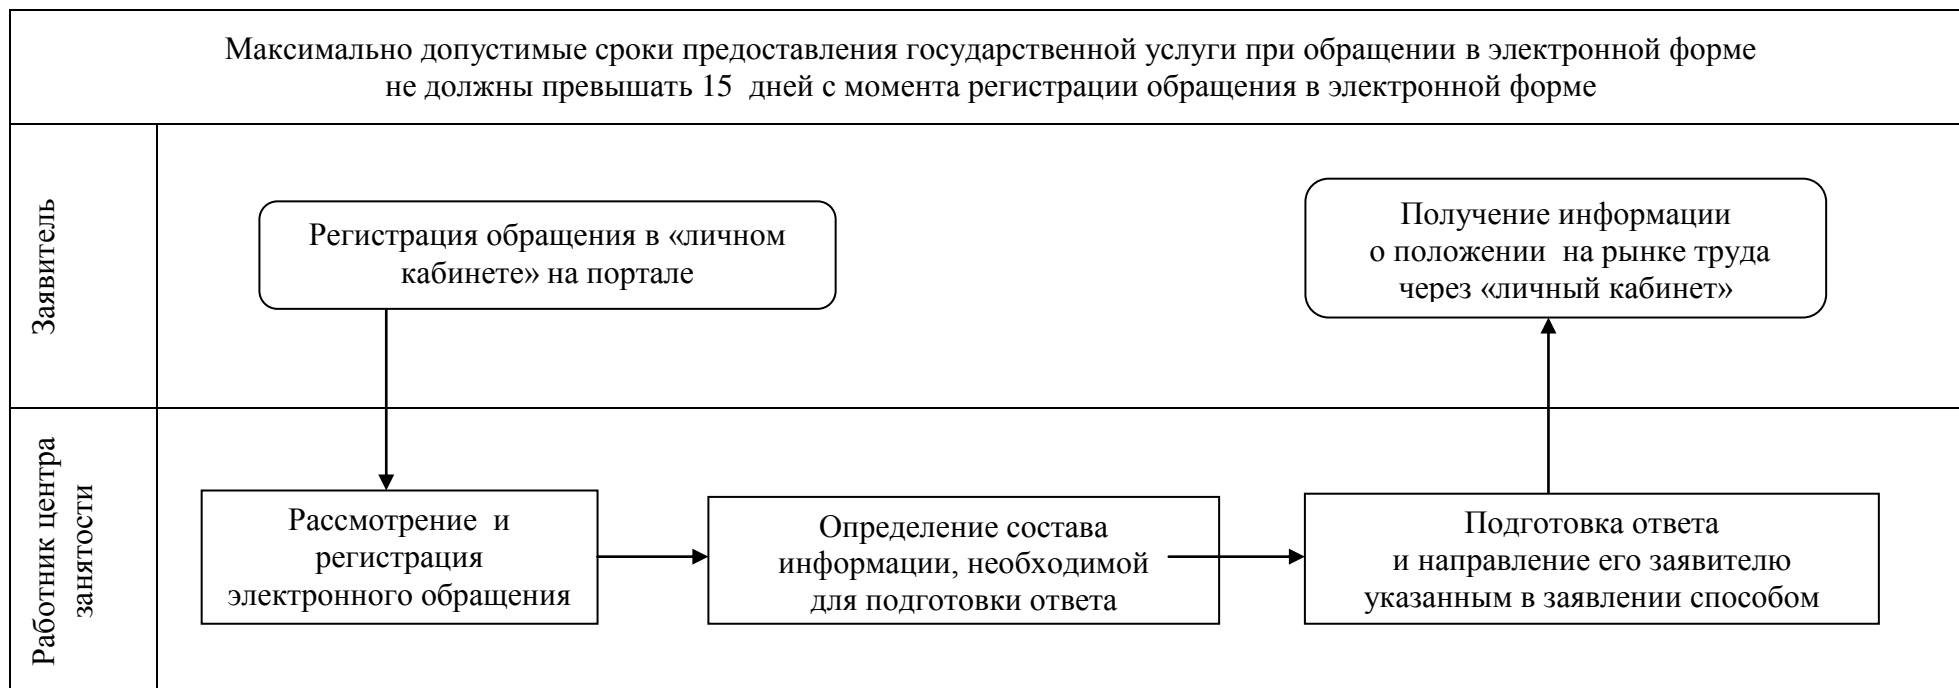 Максимально допустимые сроки предоставления государственной услуги при обращении в электронной форме
не должны превышать 15 дней с момента регистрации обращения в электронной форме
Заявитель
Регистрация обращения в «личном
кабинете» на портале
Получение информации
о положении на рынке труда
через «личный кабинет»
Работник центра
занятости
Рассмотрение и
регистрация
электронного обращения
Определение состава
информации, необходимой
для подготовки ответа
Подготовка ответа
и направление его заявителю
указанным в заявлении способом